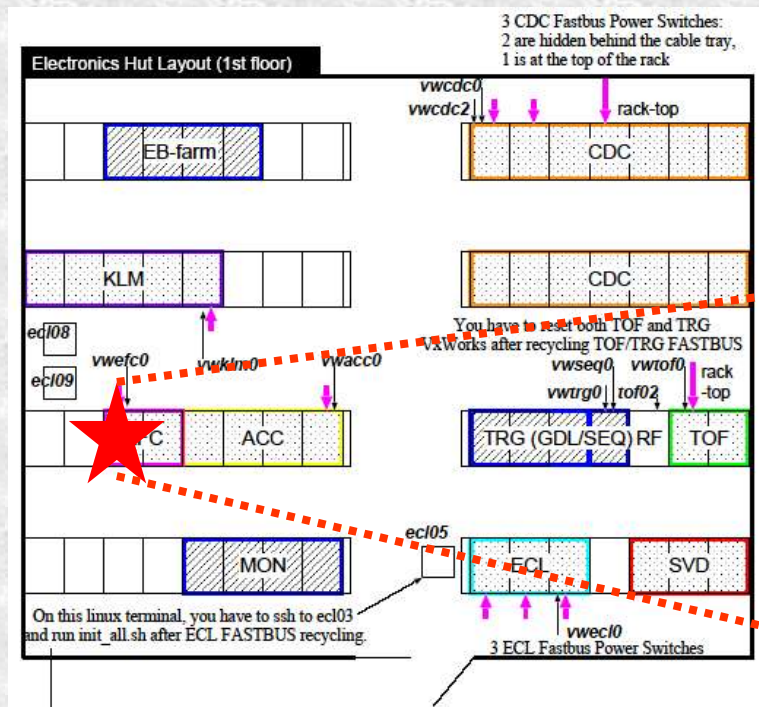 3 CDC Fastbus Power Switches:
2 are hidden behind the cable tray,
1 is at the top of the rack
Electronics Hut Layout (1st floor)
vwcdc0
vwcdc2
rack-top
EB-farm
CDC
KLM
CDC
ecl08
You have to reset both TOF and TRG
VxWorks after recycling TOF/TRG FASTBUS
vwefc0
vwklm0
vwacc0
vwseq0
vwtof0
rack
-top
ecl09
vwtrg0
tof02
FC
ACC
TRG (GDL/SEQ)
RF
TOF
ecl05
MON
ECL
SVD
On this linux terminal, you have to ssh to ecl03
and run init_all.sh after ECL FASTBUS recycling.
vwecl0
3 ECL Fastbus Power Switches